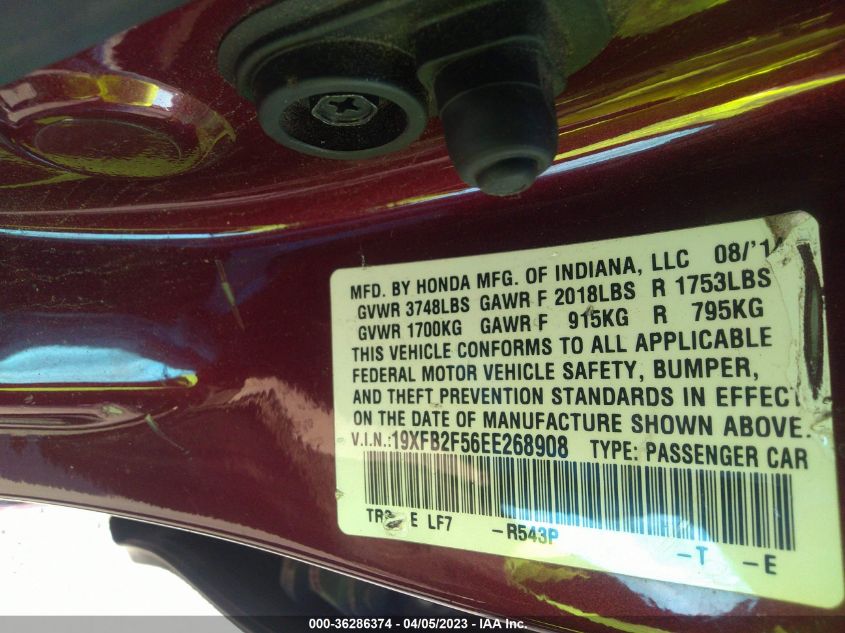 MFD. BY HONDA MFG. OF INDIANA, LLC 08/'1
GVWR 3748LBS GAWR F 2018LBS R 1753LBS
GVWR 1700KG GAWR F 915KG R 795KG
THIS VEHICLE CONFORMS TO ALL APPLICABLE
FEDERAL MOTOR VEHICLE SAFETY, BUMPER,
AND THEFT PREVENTION STANDARDS IN EFFECT
ON THE DATE OF MANUFACTURE SHOWN ABOVE.
V.I.N.:19XFB2F56EE268908 TYPE: PASSENGER CAR
E LF7 -R543P -T -E
000-36286374 - 04/05/2023 - IAA Inc.